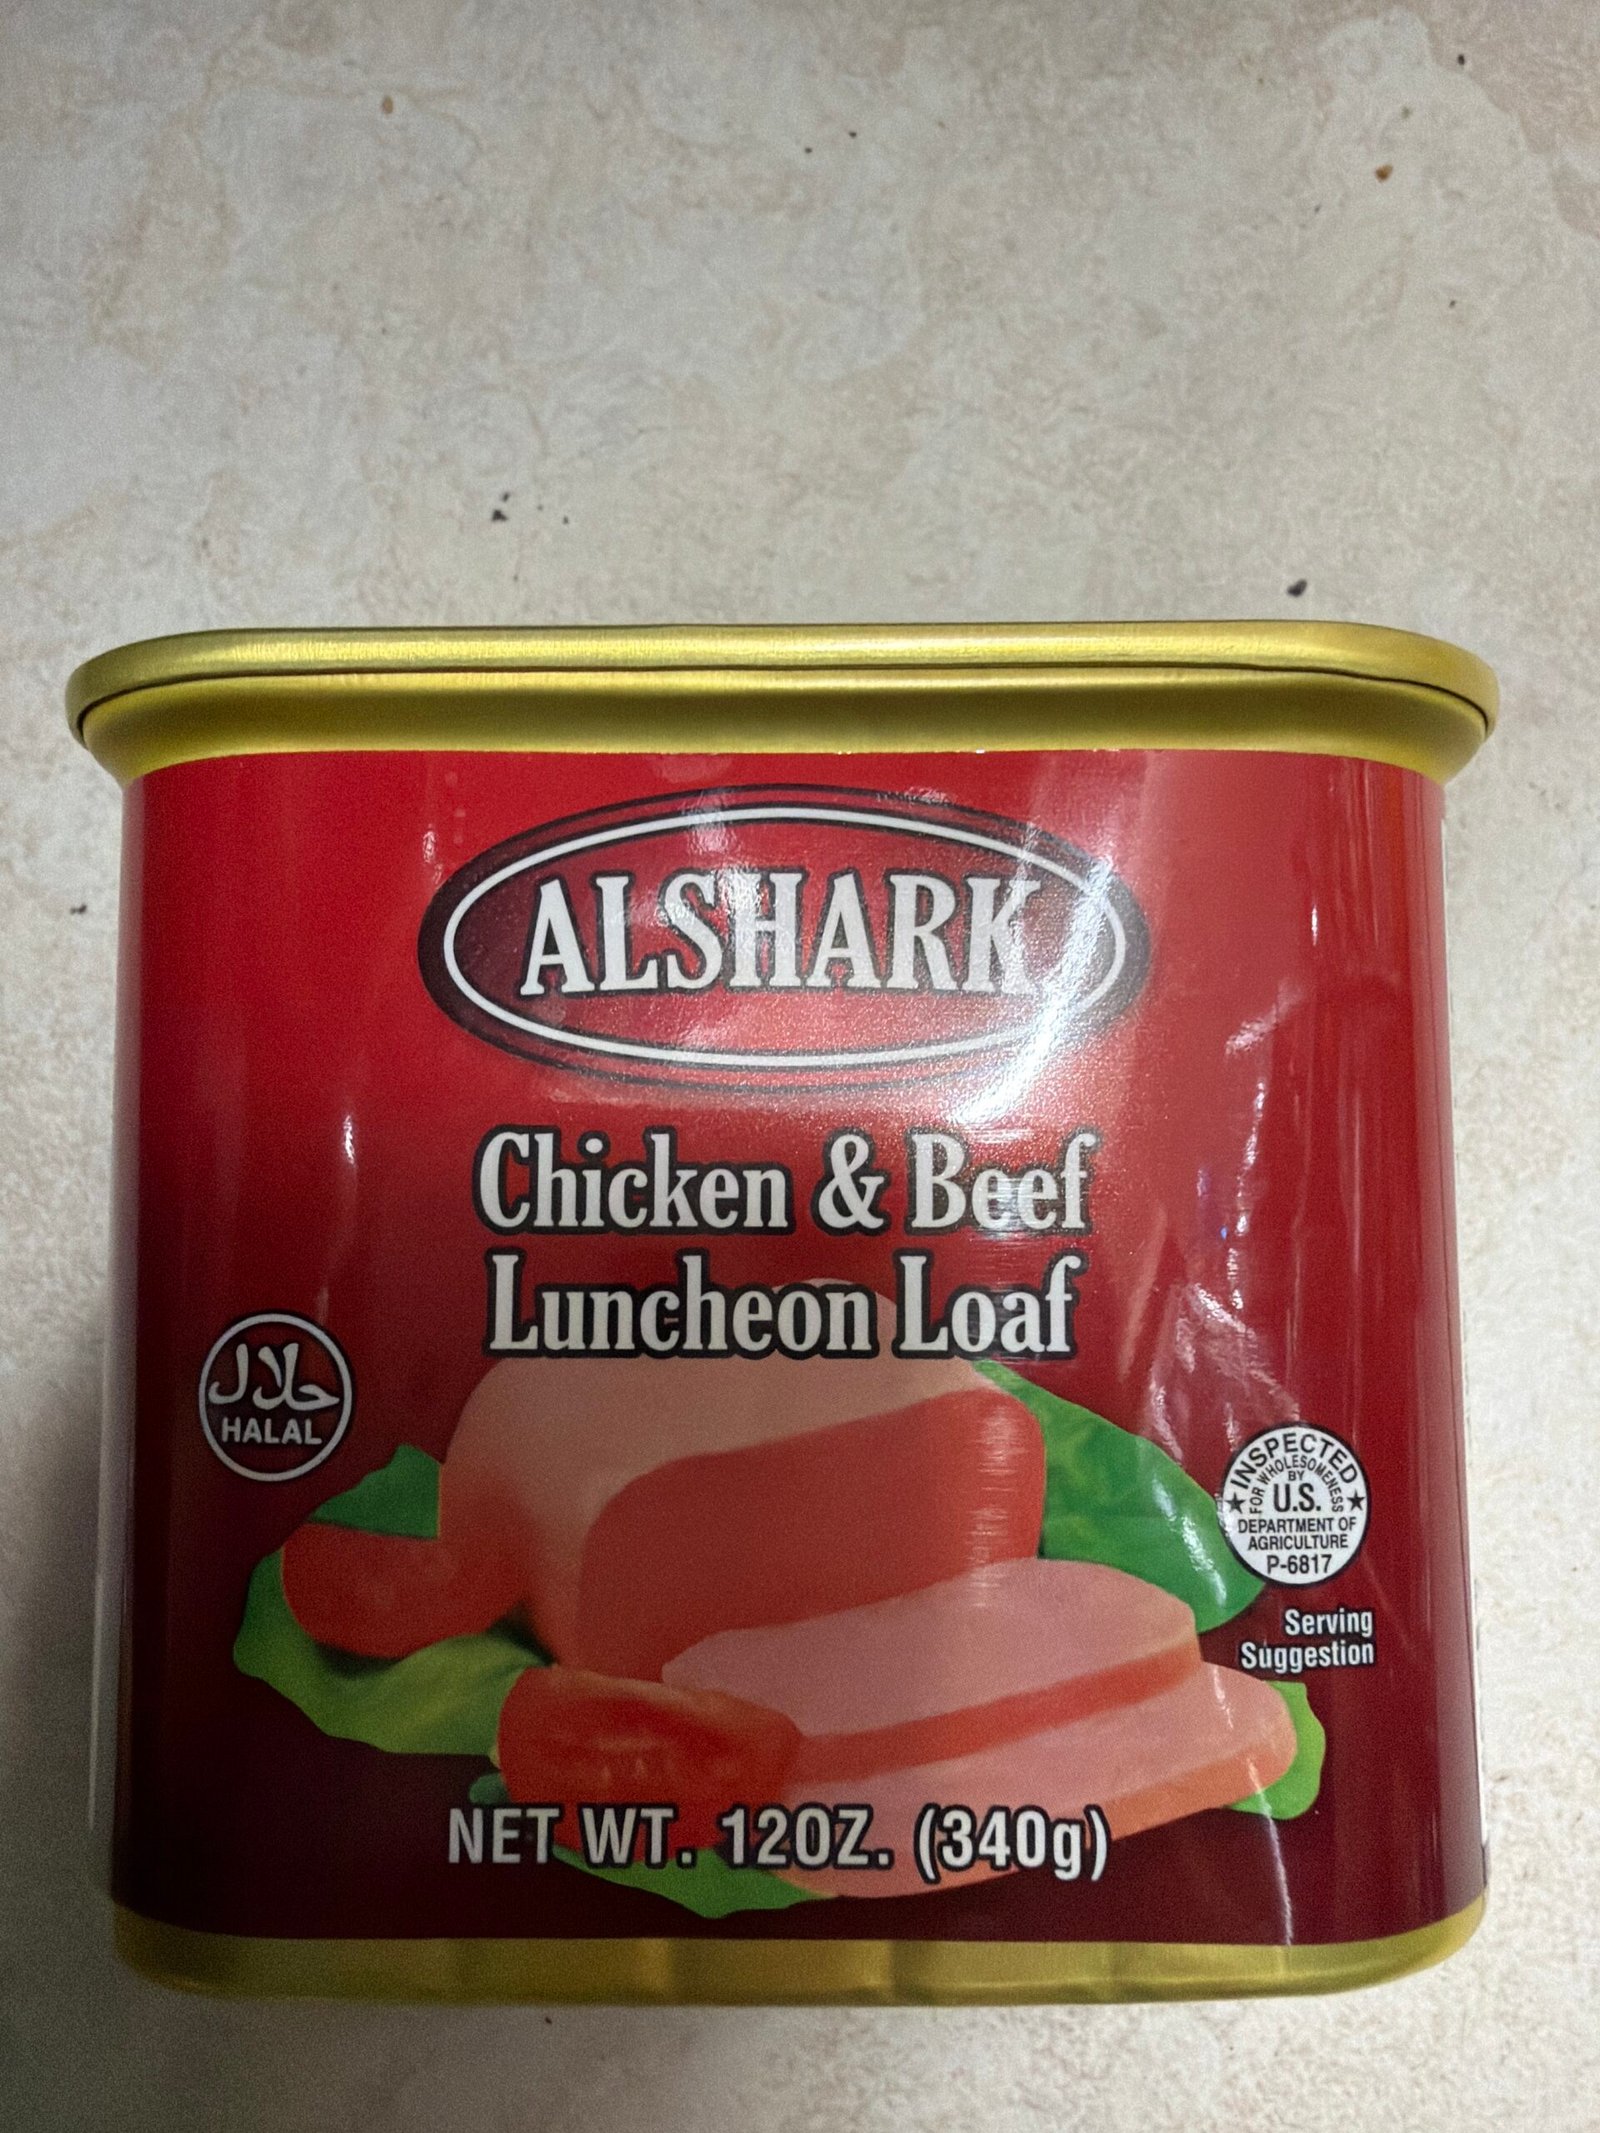 ALSHARK
Chicken & Beef
Luncheon Loaf
حلال
HALAL
INSPECTED
FOR WHOLESOMENESS
BY
U.S.
DEPARTMENT OF
AGRICULTURE
P-6817
Serving
Suggestion
NET WT. 12OZ. (340g)